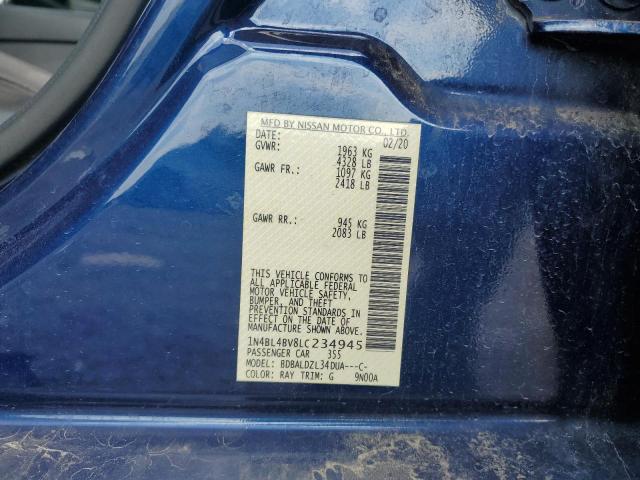 MFD BY NISSAN MOTOR CO., LTD.
DATE: 02/20
GVWR: 1963 KG
4328 LB
GAWR FR.: 1097 KG
2418 LB
GAWR RR.: 945 KG
2083 LB
THIS VEHICLE CONFORMS TO
ALL APPLICABLE FEDERAL
MOTOR VEHICLE SAFETY,
BUMPER, AND THEFT
PREVENTION STANDARDS IN
EFFECT ON THE DATE OF
MANUFACTURE SHOWN ABOVE.
1N4BL4BV8LC234945
PASSENGER CAR 355
MODEL: BDBALDZL34DUA---C-
COLOR: RAY TRIM: G 9N00A